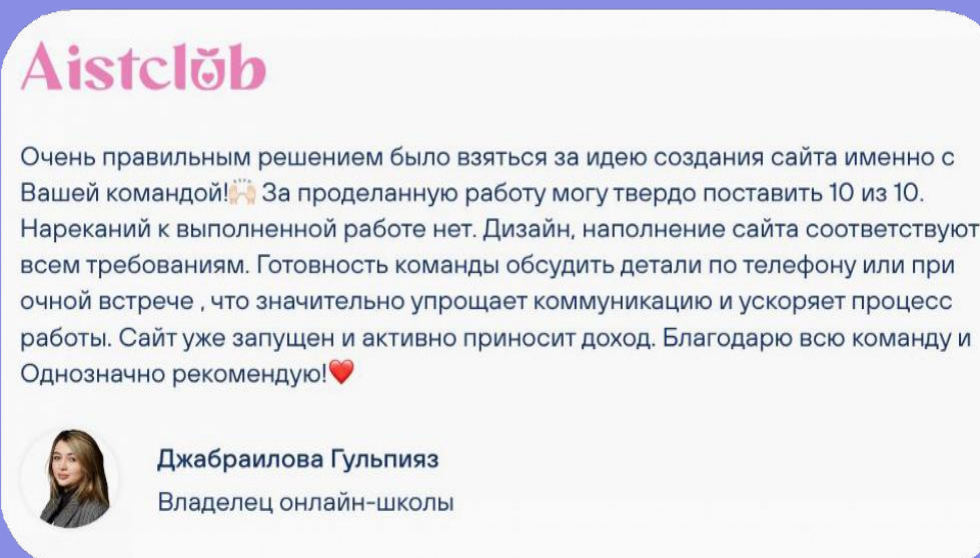 Aistclub
Очень правильным решением было взяться за идею создания сайта именно с
Вашей командой!🙌🏻 За проделанную работу могу твердо поставить 10 из 10.
Нареканий к выполненной работе нет. Дизайн, наполнение сайта соответствуют
всем требованиям. Готовность команды обсудить детали по телефону или при
очной встрече , что значительно упрощает коммуникацию и ускоряет процесс
работы. Сайт уже запущен и активно приносит доход. Благодарю всю команду и
Однозначно рекомендую!❤️
Джабраилова Гульпияз
Владелец онлайн-школы